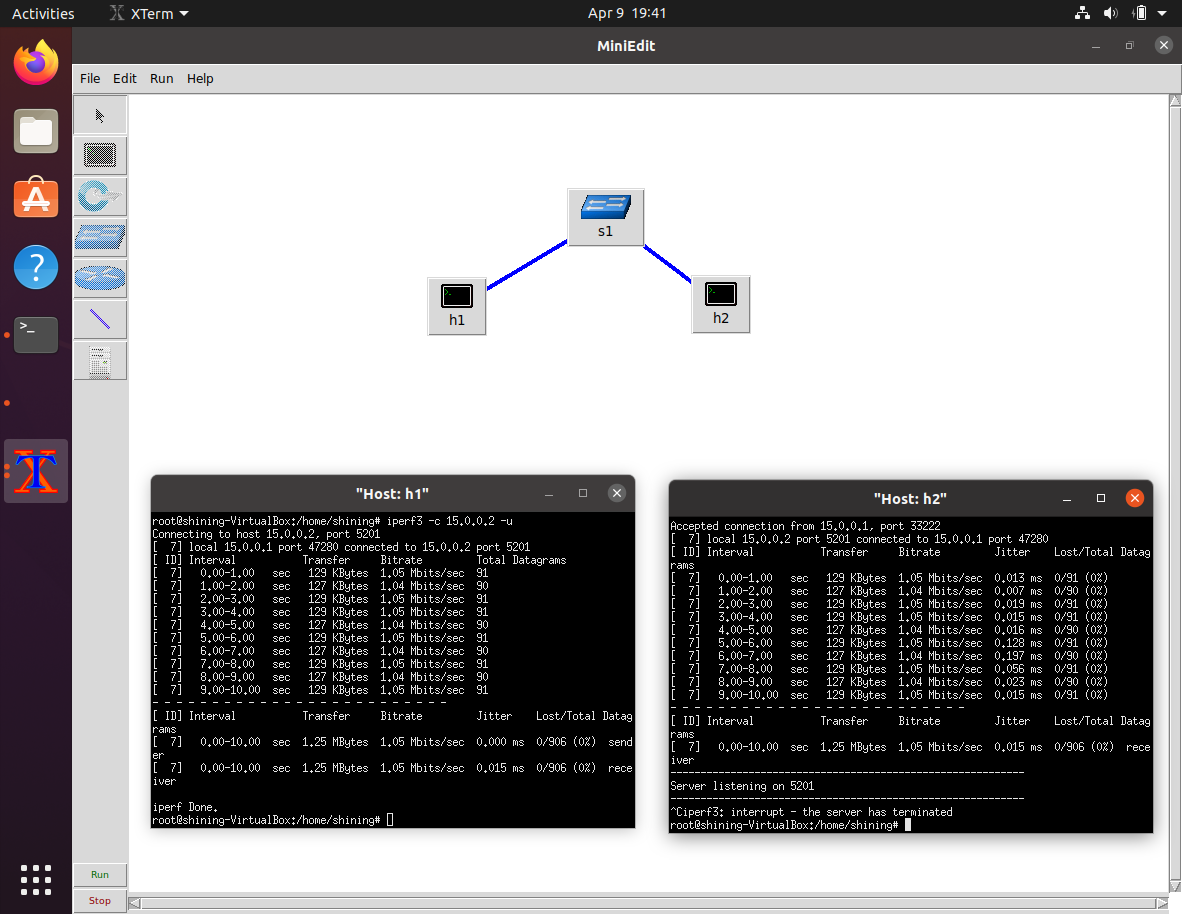 Activities XTerm Apr 9 19:41
MiniEdit
File Edit Run Help
s1
h1
h2
"Host: h1"
root@shining-VirtualBox:/home/shining# iperf3 -c 15.0.0.2 -u
Connecting to host 15.0.0.2, port 5201
[  7] local 15.0.0.1 port 47280 connected to 15.0.0.2 port 5201
[ ID] Interval Transfer Bitrate Total Datagrams
[  7] 0.00-1.00 sec 129 KBytes 1.05 Mbits/sec 91
[  7] 1.00-2.00 sec 127 KBytes 1.04 Mbits/sec 90
[  7] 2.00-3.00 sec 129 KBytes 1.05 Mbits/sec 91
[  7] 3.00-4.00 sec 129 KBytes 1.05 Mbits/sec 91
[  7] 4.00-5.00 sec 127 KBytes 1.04 Mbits/sec 90
[  7] 5.00-6.00 sec 129 KBytes 1.05 Mbits/sec 91
[  7] 6.00-7.00 sec 127 KBytes 1.04 Mbits/sec 90
[  7] 7.00-8.00 sec 129 KBytes 1.05 Mbits/sec 91
[  7] 8.00-9.00 sec 127 KBytes 1.04 Mbits/sec 90
[  7] 9.00-10.00 sec 129 KBytes 1.05 Mbits/sec 91
- - - - - - - - - - - - - - - - - - - - - - - - -
[ ID] Interval Transfer Bitrate Jitter Lost/Total Datag
rams
[  7] 0.00-10.00 sec 1.25 MBytes 1.05 Mbits/sec 0.000 ms 0/906 (0%) send
er
[  7] 0.00-10.00 sec 1.25 MBytes 1.05 Mbits/sec 0.015 ms 0/906 (0%) rece
iver
iperf Done.
root@shining-VirtualBox:/home/shining#
"Host: h2"
Accepted connection from 15.0.0.1, port 33222
[  7] local 15.0.0.2 port 5201 connected to 15.0.0.1 port 47280
[ ID] Interval Transfer Bitrate Jitter Lost/Total Datag
rams
[  7] 0.00-1.00 sec 129 KBytes 1.05 Mbits/sec 0.013 ms 0/91 (0%)
[  7] 1.00-2.00 sec 127 KBytes 1.04 Mbits/sec 0.007 ms 0/90 (0%)
[  7] 2.00-3.00 sec 129 KBytes 1.05 Mbits/sec 0.019 ms 0/91 (0%)
[  7] 3.00-4.00 sec 129 KBytes 1.05 Mbits/sec 0.015 ms 0/91 (0%)
[  7] 4.00-5.00 sec 127 KBytes 1.04 Mbits/sec 0.016 ms 0/90 (0%)
[  7] 5.00-6.00 sec 129 KBytes 1.05 Mbits/sec 0.128 ms 0/91 (0%)
[  7] 6.00-7.00 sec 127 KBytes 1.04 Mbits/sec 0.197 ms 0/90 (0%)
[  7] 7.00-8.00 sec 129 KBytes 1.05 Mbits/sec 0.056 ms 0/91 (0%)
[  7] 8.00-9.00 sec 127 KBytes 1.04 Mbits/sec 0.023 ms 0/90 (0%)
[  7] 9.00-10.00 sec 129 KBytes 1.05 Mbits/sec 0.015 ms 0/91 (0%)
- - - - - - - - - - - - - - - - - - - - - - - - -
[ ID] Interval Transfer Bitrate Jitter Lost/Total Datag
rams
[  7] 0.00-10.00 sec 1.25 MBytes 1.05 Mbits/sec 0.015 ms 0/906 (0%) rece
iver
-----------------------------------------------------------
Server listening on 5201
-----------------------------------------------------------
^Ciperf3: interrupt - the server has terminated
root@shining-VirtualBox:/home/shining#
Run
Stop